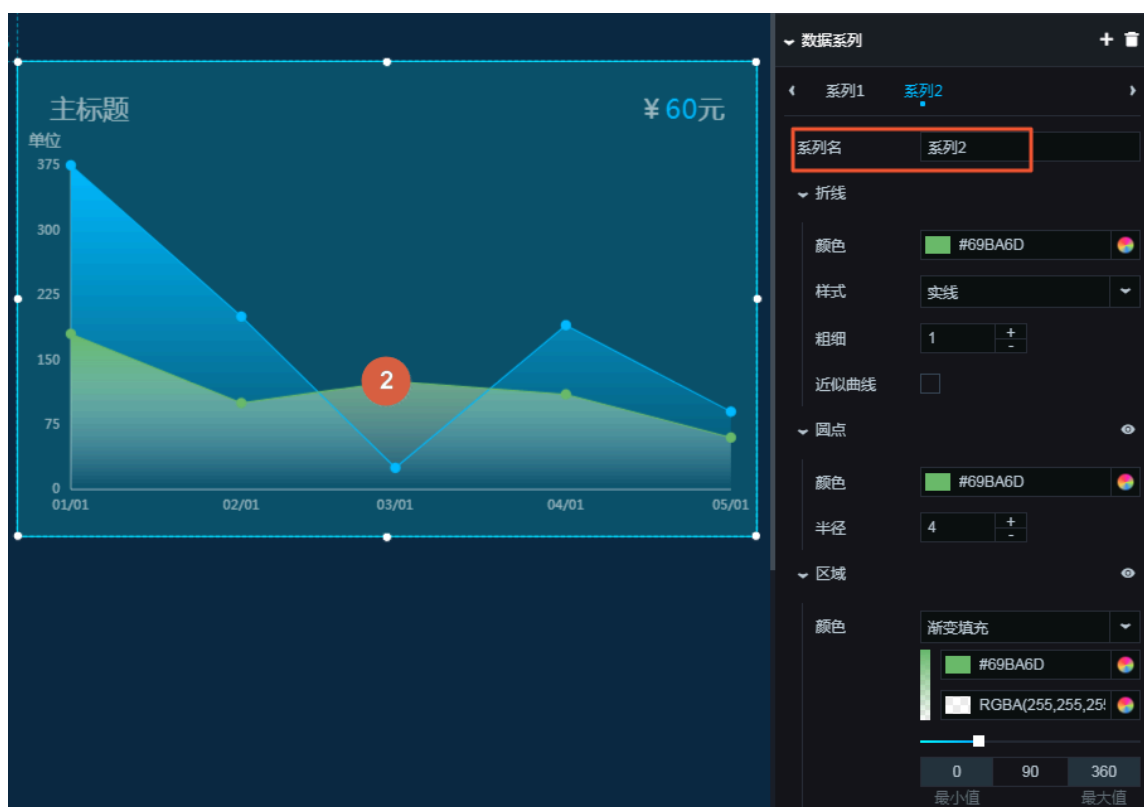 主标题
¥ 60元
单位
375
300
225
150
75
0
2
01/01 02/01 03/01 04/01 05/01
数据系列
系列1 系列2
系列名 系列2
折线
颜色 #69BA6D
样式 实线
粗细 1 + -
近似曲线
圆点
颜色 #69BA6D
半径 4 + -
区域
颜色 渐变填充
#69BA6D
RGBA(255,255,25
0 90 360
最小值 最大值